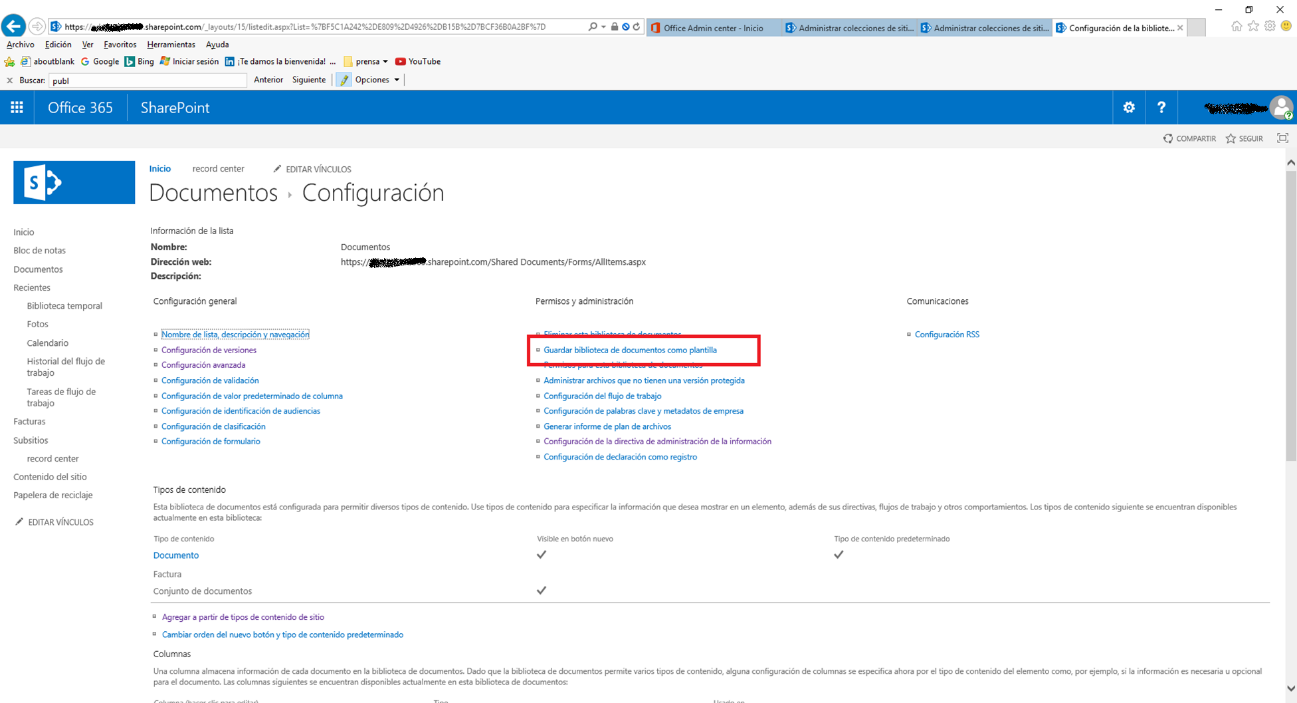 https:// .sharepoint.com/_layouts/15/listedit.aspx?List=%7BF5C1A242%2DE809%2D4926%2DB15B%2D7BCF36B0A2BF%7D
Office Admin center - Inicio
Administrar colecciones de siti...
Administrar colecciones de siti...
Configuración de la bibliote...
Archivo Edición Ver Favoritos Herramientas Ayuda
aboutblank Google Bing Iniciar sesión ¡Te damos la bienvenida! ... prensa YouTube
Buscar: publ Anterior Siguiente Opciones
Office 365 SharePoint ?
COMPARTIR SEGUIR
Inicio record center EDITAR VÍNCULOS
Documentos Configuración
Inicio
Bloc de notas
Documentos
Recientes
Biblioteca temporal
Fotos
Calendario
Historial del flujo de
trabajo
Tareas de flujo de
trabajo
Facturas
Subsitios
record center
Contenido del sitio
Papelera de reciclaje
EDITAR VÍNCULOS
Información de la lista
Nombre: Documentos
Dirección web: https:// .sharepoint.com/Shared Documents/Forms/AllItems.aspx
Descripción:
Configuración general
Nombre de lista, descripción y navegación
Configuración de versiones
Configuración avanzada
Configuración de validación
Configuración de valor predeterminado de columna
Configuración de identificación de audiencias
Configuración de clasificación
Configuración de formulario
Permisos y administración
Eliminar esta biblioteca de documentos
Guardar biblioteca de documentos como plantilla
Permisos para esta biblioteca de documentos
Administrar archivos que no tienen una versión protegida
Configuración del flujo de trabajo
Configuración de palabras clave y metadatos de empresa
Generar informe de plan de archivos
Configuración de la directiva de administración de la información
Configuración de declaración como registro
Comunicaciones
Configuración RSS
Tipos de contenido
Esta biblioteca de documentos está configurada para permitir diversos tipos de contenido. Use tipos de contenido para especificar la información que desea mostrar en un elemento, además de sus directivas, flujos de trabajo y otros comportamientos. Los tipos de contenido siguiente se encuentran disponibles
actualmente en esta biblioteca:
Tipo de contenido Visible en botón nuevo Tipo de contenido predeterminado
Documento
Factura
Conjunto de documentos
Agregar a partir de tipos de contenido de sitio
Cambiar orden del nuevo botón y tipo de contenido predeterminado
Columnas
Una columna almacena información de cada documento en la biblioteca de documentos. Dado que la biblioteca de documentos permite varios tipos de contenido, alguna configuración de columnas se especifica ahora por el tipo de contenido del elemento como, por ejemplo, si la información es necesaria u opcional
para el documento. Las columnas siguientes se encuentran disponibles actualmente en esta biblioteca de documentos:
Columna (hacer clic para editar) Tipo Usado en